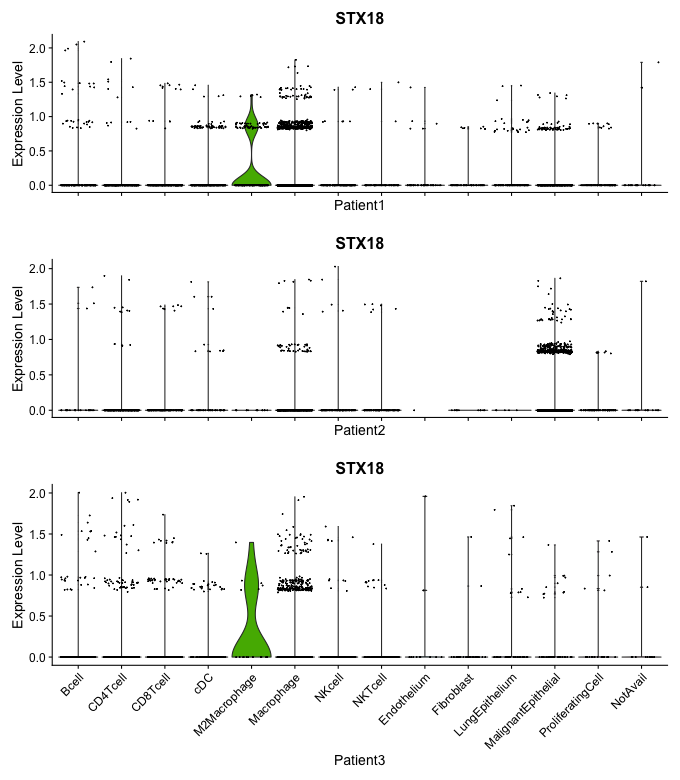 STX18
Expression Level
2.0
1.5
1.0
0.5
0.0
Patient1
STX18
Expression Level
2.0
1.5
1.0
0.5
0.0
Patient2
STX18
Expression Level
2.0
1.5
1.0
0.5
0.0
Bcell
CD4Tcell
CD8Tcell
cDC
M2Macrophage
Macrophage
NKcell
NKTcell
Endothelium
Fibroblast
LungEpithelium
MalignantEpithelial
ProliferatingCell
NotAvail
Patient3